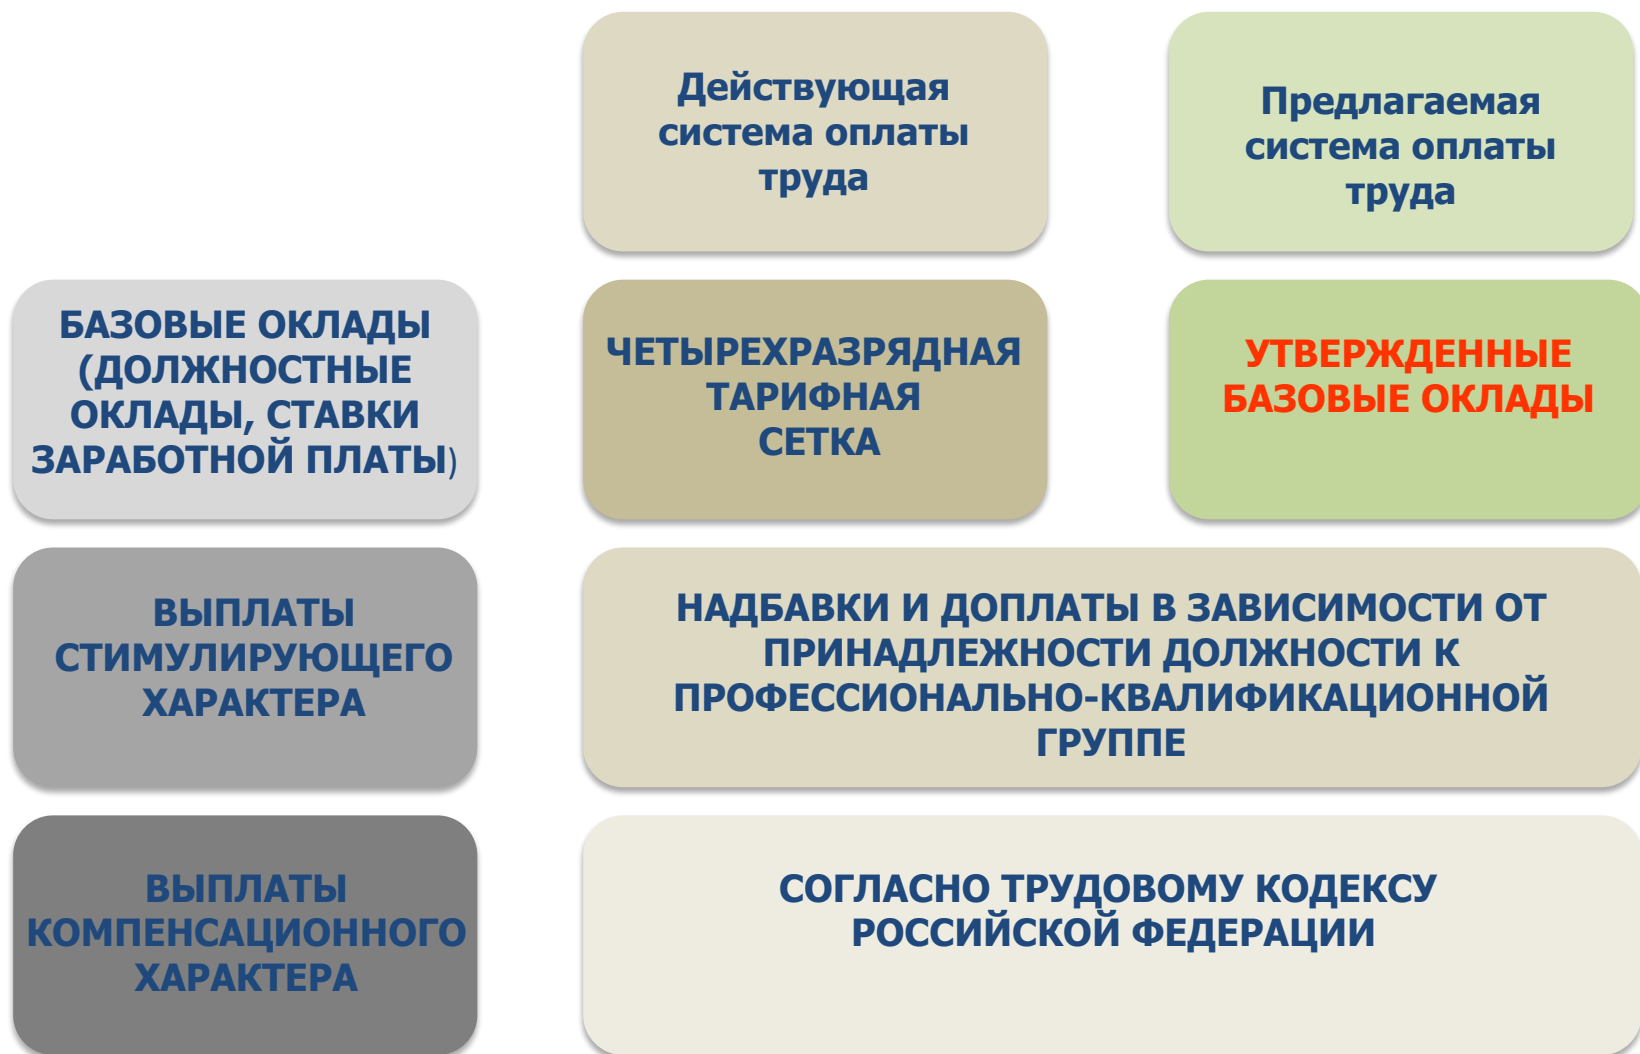 Действующая
система оплаты
труда
Предлагаемая
система оплаты
труда
БАЗОВЫЕ ОКЛАДЫ
(ДОЛЖНОСТНЫЕ
ОКЛАДЫ, СТАВКИ
ЗАРАБОТНОЙ ПЛАТЫ)
ЧЕТЫРЕХРАЗРЯДНАЯ
ТАРИФНАЯ
СЕТКА
УТВЕРЖДЕННЫЕ
БАЗОВЫЕ ОКЛАДЫ
ВЫПЛАТЫ
СТИМУЛИРУЮЩЕГО
ХАРАКТЕРА
НАДБАВКИ И ДОПЛАТЫ В ЗАВИСИМОСТИ ОТ
ПРИНАДЛЕЖНОСТИ ДОЛЖНОСТИ К
ПРОФЕССИОНАЛЬНО-КВАЛИФИКАЦИОННОЙ
ГРУППЕ
ВЫПЛАТЫ
КОМПЕНСАЦИОННОГО
ХАРАКТЕРА
СОГЛАСНО ТРУДОВОМУ КОДЕКСУ
РОССИЙСКОЙ ФЕДЕРАЦИИ